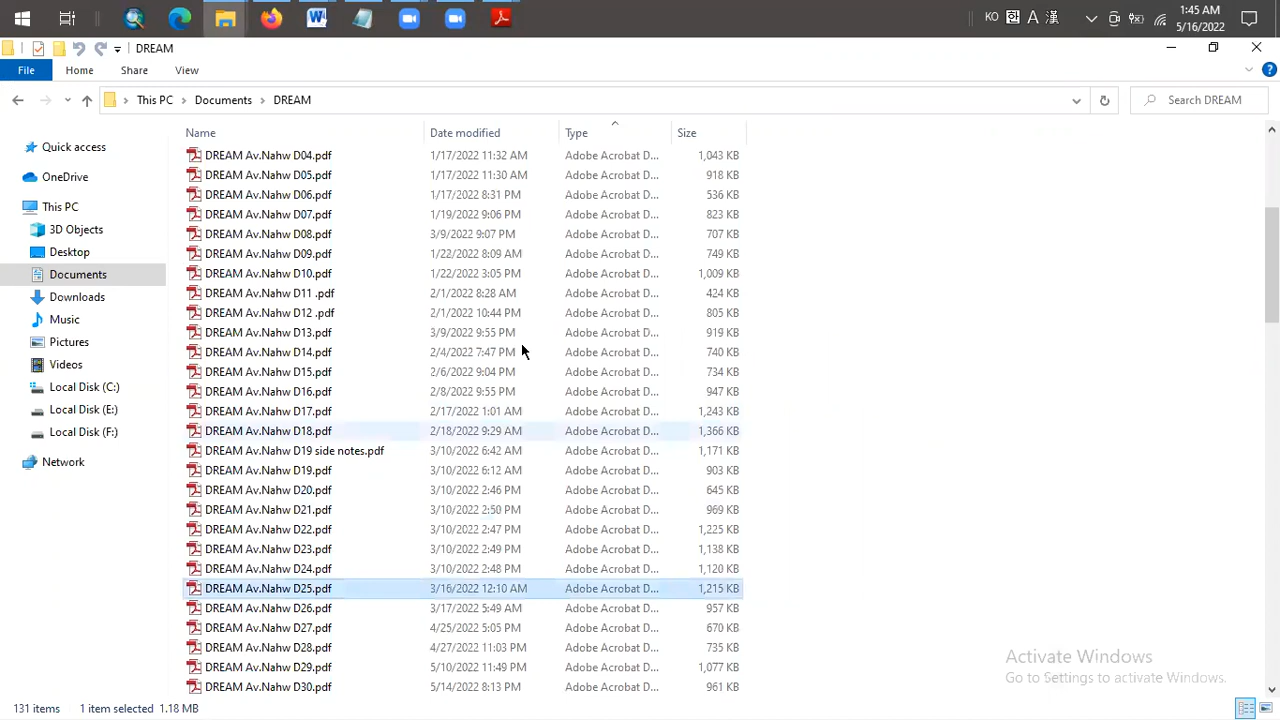 KO 囜 A 漢
1:45 AM
5/16/2022
DREAM
File Home Share View
This PC Documents DREAM
Search DREAM
Name Date modified Type Size
Quick access
OneDrive
This PC
3D Objects
Desktop
Documents
Downloads
Music
Pictures
Videos
Local Disk (C:)
Local Disk (E:)
Local Disk (F:)
Network
DREAM Av.Nahw D04.pdf 1/17/2022 11:32 AM Adobe Acrobat D... 1,043 KB
DREAM Av.Nahw D05.pdf 1/17/2022 11:30 AM Adobe Acrobat D... 918 KB
DREAM Av.Nahw D06.pdf 1/17/2022 8:31 PM Adobe Acrobat D... 536 KB
DREAM Av.Nahw D07.pdf 1/19/2022 9:06 PM Adobe Acrobat D... 823 KB
DREAM Av.Nahw D08.pdf 3/9/2022 9:07 PM Adobe Acrobat D... 707 KB
DREAM Av.Nahw D09.pdf 1/22/2022 8:09 AM Adobe Acrobat D... 749 KB
DREAM Av.Nahw D10.pdf 1/22/2022 3:05 PM Adobe Acrobat D... 1,009 KB
DREAM Av.Nahw D11 .pdf 2/1/2022 8:28 AM Adobe Acrobat D... 424 KB
DREAM Av.Nahw D12 .pdf 2/1/2022 10:44 PM Adobe Acrobat D... 805 KB
DREAM Av.Nahw D13.pdf 3/9/2022 9:55 PM Adobe Acrobat D... 919 KB
DREAM Av.Nahw D14.pdf 2/4/2022 7:47 PM Adobe Acrobat D... 740 KB
DREAM Av.Nahw D15.pdf 2/6/2022 9:04 PM Adobe Acrobat D... 734 KB
DREAM Av.Nahw D16.pdf 2/8/2022 9:55 PM Adobe Acrobat D... 947 KB
DREAM Av.Nahw D17.pdf 2/17/2022 1:01 AM Adobe Acrobat D... 1,243 KB
DREAM Av.Nahw D18.pdf 2/18/2022 9:29 AM Adobe Acrobat D... 1,366 KB
DREAM Av.Nahw D19 side notes.pdf 3/10/2022 6:42 AM Adobe Acrobat D... 1,171 KB
DREAM Av.Nahw D19.pdf 3/10/2022 6:12 AM Adobe Acrobat D... 903 KB
DREAM Av.Nahw D20.pdf 3/10/2022 2:46 PM Adobe Acrobat D... 645 KB
DREAM Av.Nahw D21.pdf 3/10/2022 2:50 PM Adobe Acrobat D... 969 KB
DREAM Av.Nahw D22.pdf 3/10/2022 2:47 PM Adobe Acrobat D... 1,225 KB
DREAM Av.Nahw D23.pdf 3/10/2022 2:49 PM Adobe Acrobat D... 1,138 KB
DREAM Av.Nahw D24.pdf 3/10/2022 2:48 PM Adobe Acrobat D... 1,120 KB
DREAM Av.Nahw D25.pdf 3/16/2022 12:10 AM Adobe Acrobat D... 1,215 KB
DREAM Av.Nahw D26.pdf 3/17/2022 5:49 AM Adobe Acrobat D... 957 KB
DREAM Av.Nahw D27.pdf 4/25/2022 5:05 PM Adobe Acrobat D... 670 KB
DREAM Av.Nahw D28.pdf 4/27/2022 11:03 PM Adobe Acrobat D... 735 KB
DREAM Av.Nahw D29.pdf 5/10/2022 11:49 PM Adobe Acrobat D... 1,077 KB
DREAM Av.Nahw D30.pdf 5/14/2022 8:13 PM Adobe Acrobat D... 961 KB
Activate Windows
Go to Settings to activate Windows.
131 items 1 item selected 1.18 MB